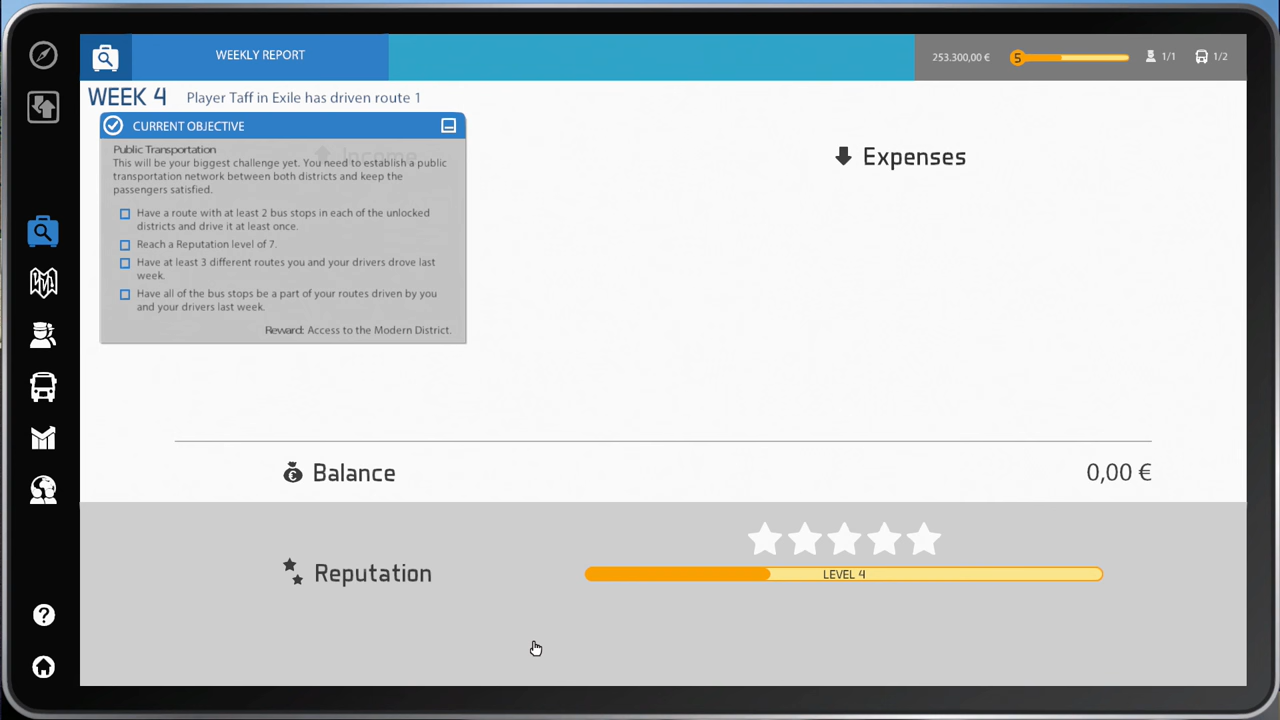 WEEKLY REPORT
253.300,00 €
5
1/1
1/2
WEEK 4
Player Taff in Exile has driven route 1
CURRENT OBJECTIVE
Income
Public Transportation
This will be your biggest challenge yet. You need to establish a public
transportation network between both districts and keep the
passengers satisfied.
Have a route with at least 2 bus stops in each of the unlocked
districts and drive it at least once.
Reach a Reputation level of 7.
Have at least 3 different routes you and your drivers drove last
week.
Have all of the bus stops be a part of your routes driven by you
and your drivers last week.
Reward: Access to the Modern District.
Expenses
Balance
0,00 €
Reputation
LEVEL 4